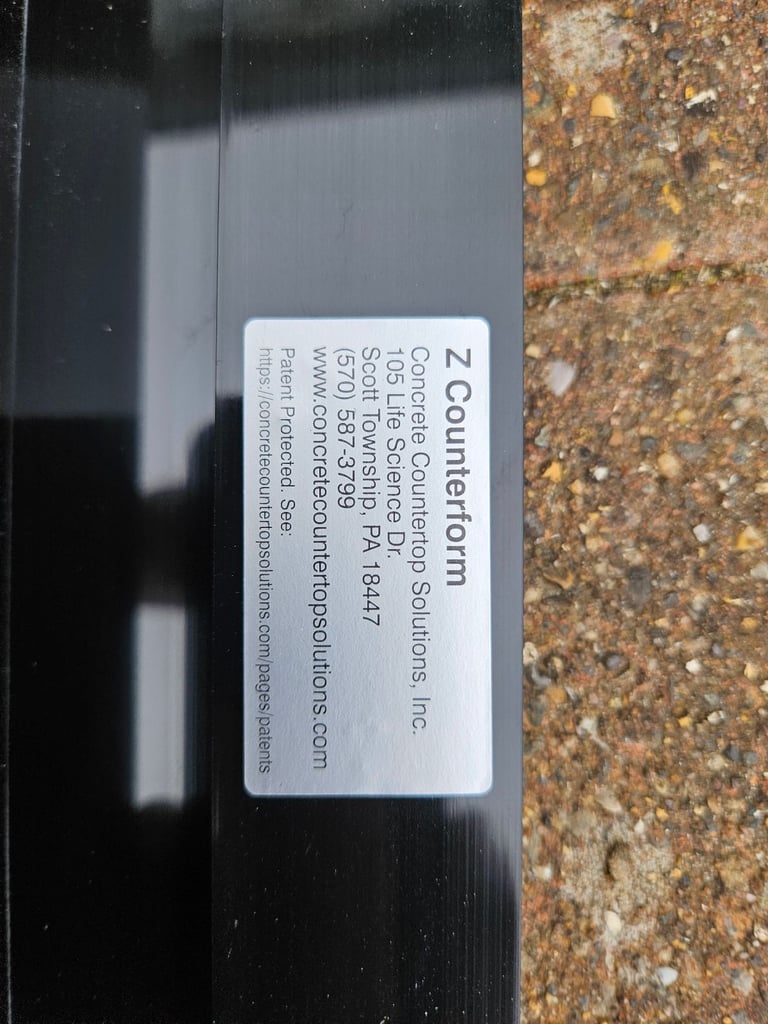 Z Counterform
Concrete Countertop Solutions, Inc.
105 Life Science Dr.
Scott Township, PA 18447
(570) 587-3799
www.concretecountertopsolutions.com
Patent Protected. See:
https://concretecountertopsolutions.com/pages/patents